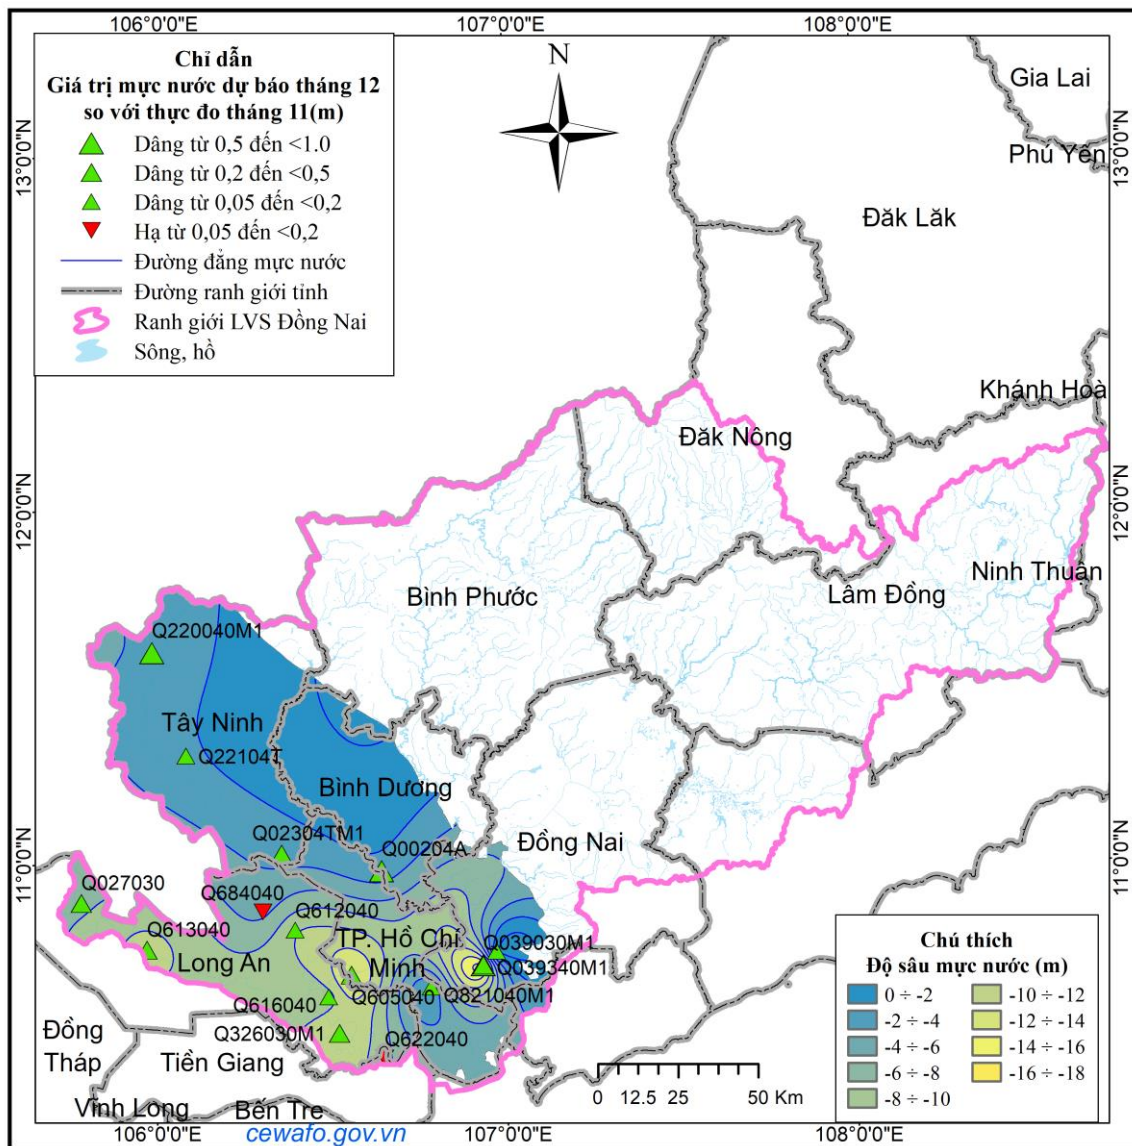 106°0'0"E
107°0'0"E
108°0'0"E
Chỉ dẫn
Giá trị mực nước dự báo tháng 12
so với thực đo tháng 11(m)
Dâng từ 0,5 đến <1.0
Dâng từ 0,2 đến <0,5
Dâng từ 0,05 đến <0,2
Hạ từ 0,05 đến <0,2
Đường đẳng mực nước
Đường ranh giới tỉnh
Ranh giới LVS Đồng Nai
Sông, hồ
N
Gia Lai
Phú Yên
13°0'0"N
13°0'0"N
Đăk Lăk
Khánh Hoà
Đăk Nông
12°0'0"N
12°0'0"N
Ninh Thuận
Bình Phước
Lâm Đồng
Q220040M1
Tây Ninh
Q22104T
Bình Dương
Q02304TM1
Q00204A
Đồng Nai
11°0'0"N
11°0'0"N
Q027030
Q684040
Q612040
Q613040
TP. Hồ Chí
Minh
Q039030M1
Long An
Q039340M1
Q605040
Q821040M1
Q616040
Q326030M1
Q622040
Đồng
Tháp
Tiền Giang
Vĩnh Long
Bến Tre
cewafo.gov.vn
0 12.5 25 50 Km
Chú thích
Độ sâu mực nước (m)
0 ÷ -2
-2 ÷ -4
-4 ÷ -6
-6 ÷ -8
-8 ÷ -10
-10 ÷ -12
-12 ÷ -14
-14 ÷ -16
-16 ÷ -18
106°0'0"E
107°0'0"E
108°0'0"E